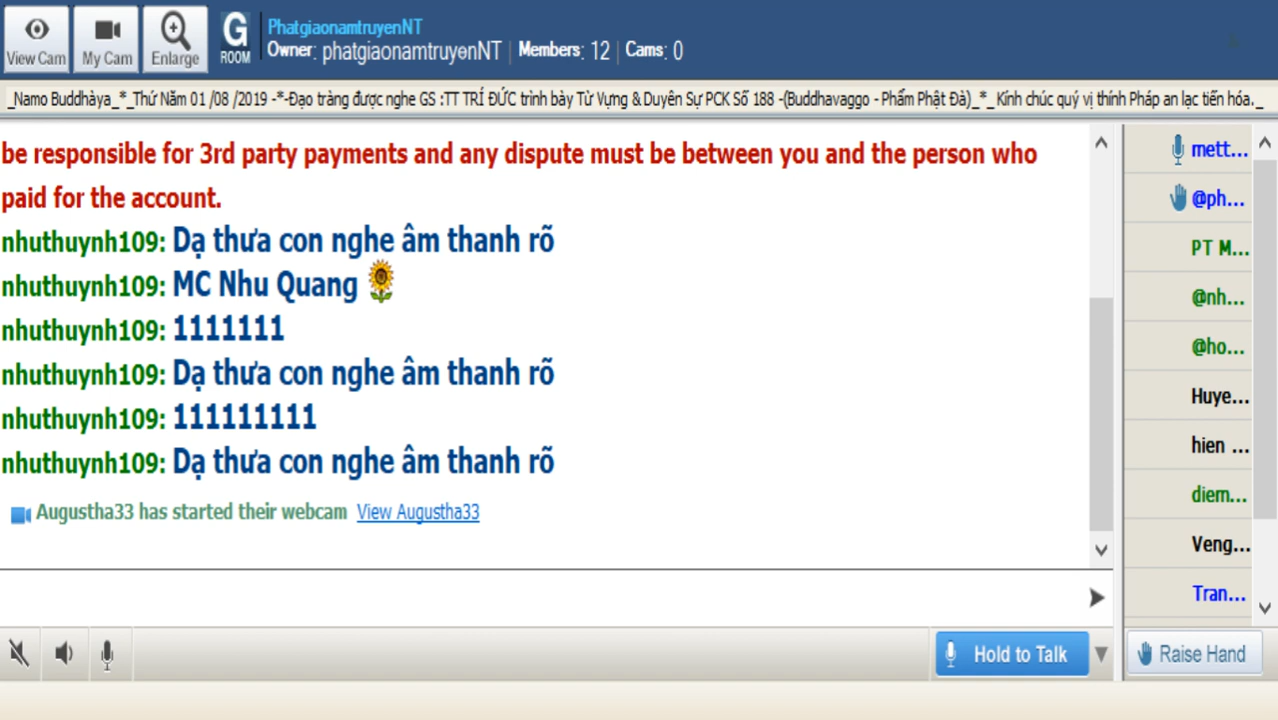 View Cam
My Cam
Enlarge
G
ROOM
PhatgiaonamtruyenNT
Owner: phatgiaonamtruyenNT | Members: 12 | Cams: 0
_Namo Buddhàya_*_Thứ Năm 01 /08 /2019 -*-Đạo tràng được nghe GS :TT TRÍ ĐỨC trình bày Từ Vựng & Duyên Sự PCK Số 188 -(Buddhavaggo - Phẩm Phật Đà)_*_ Kính chúc quý vị thính Pháp an lạc tiến hóa._
be responsible for 3rd party payments and any dispute must be between you and the person who
paid for the account.
nhuthuynh109: Dạ thưa con nghe âm thanh rõ
nhuthuynh109: MC Nhu Quang
nhuthuynh109: 1111111
nhuthuynh109: Dạ thưa con nghe âm thanh rõ
nhuthuynh109: 111111111
nhuthuynh109: Dạ thưa con nghe âm thanh rõ
Augustha33 has started their webcam View Augustha33
mett...
@ph...
PT M...
@nh...
@ho...
Huye...
hien ...
diem...
Veng...
Tran...
Hold to Talk
Raise Hand